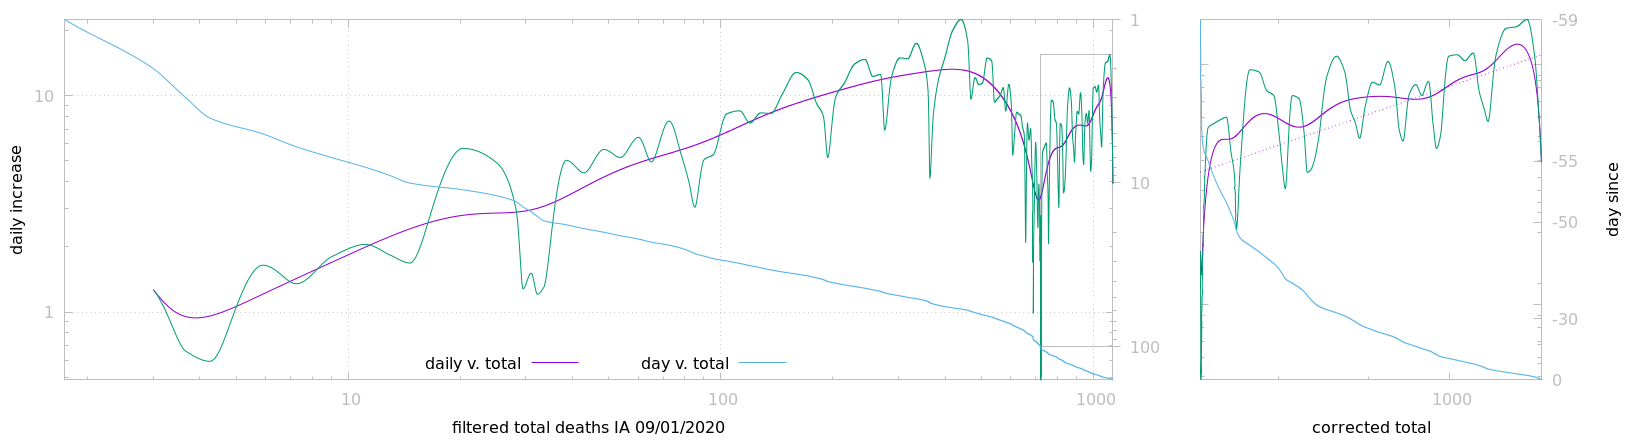 daily increase
10
1
daily v. total
day v. total
10
100
1000
filtered total deaths IA 09/01/2020
1
10
100
-59
-55
-50
-30
0
day since
1000
corrected total